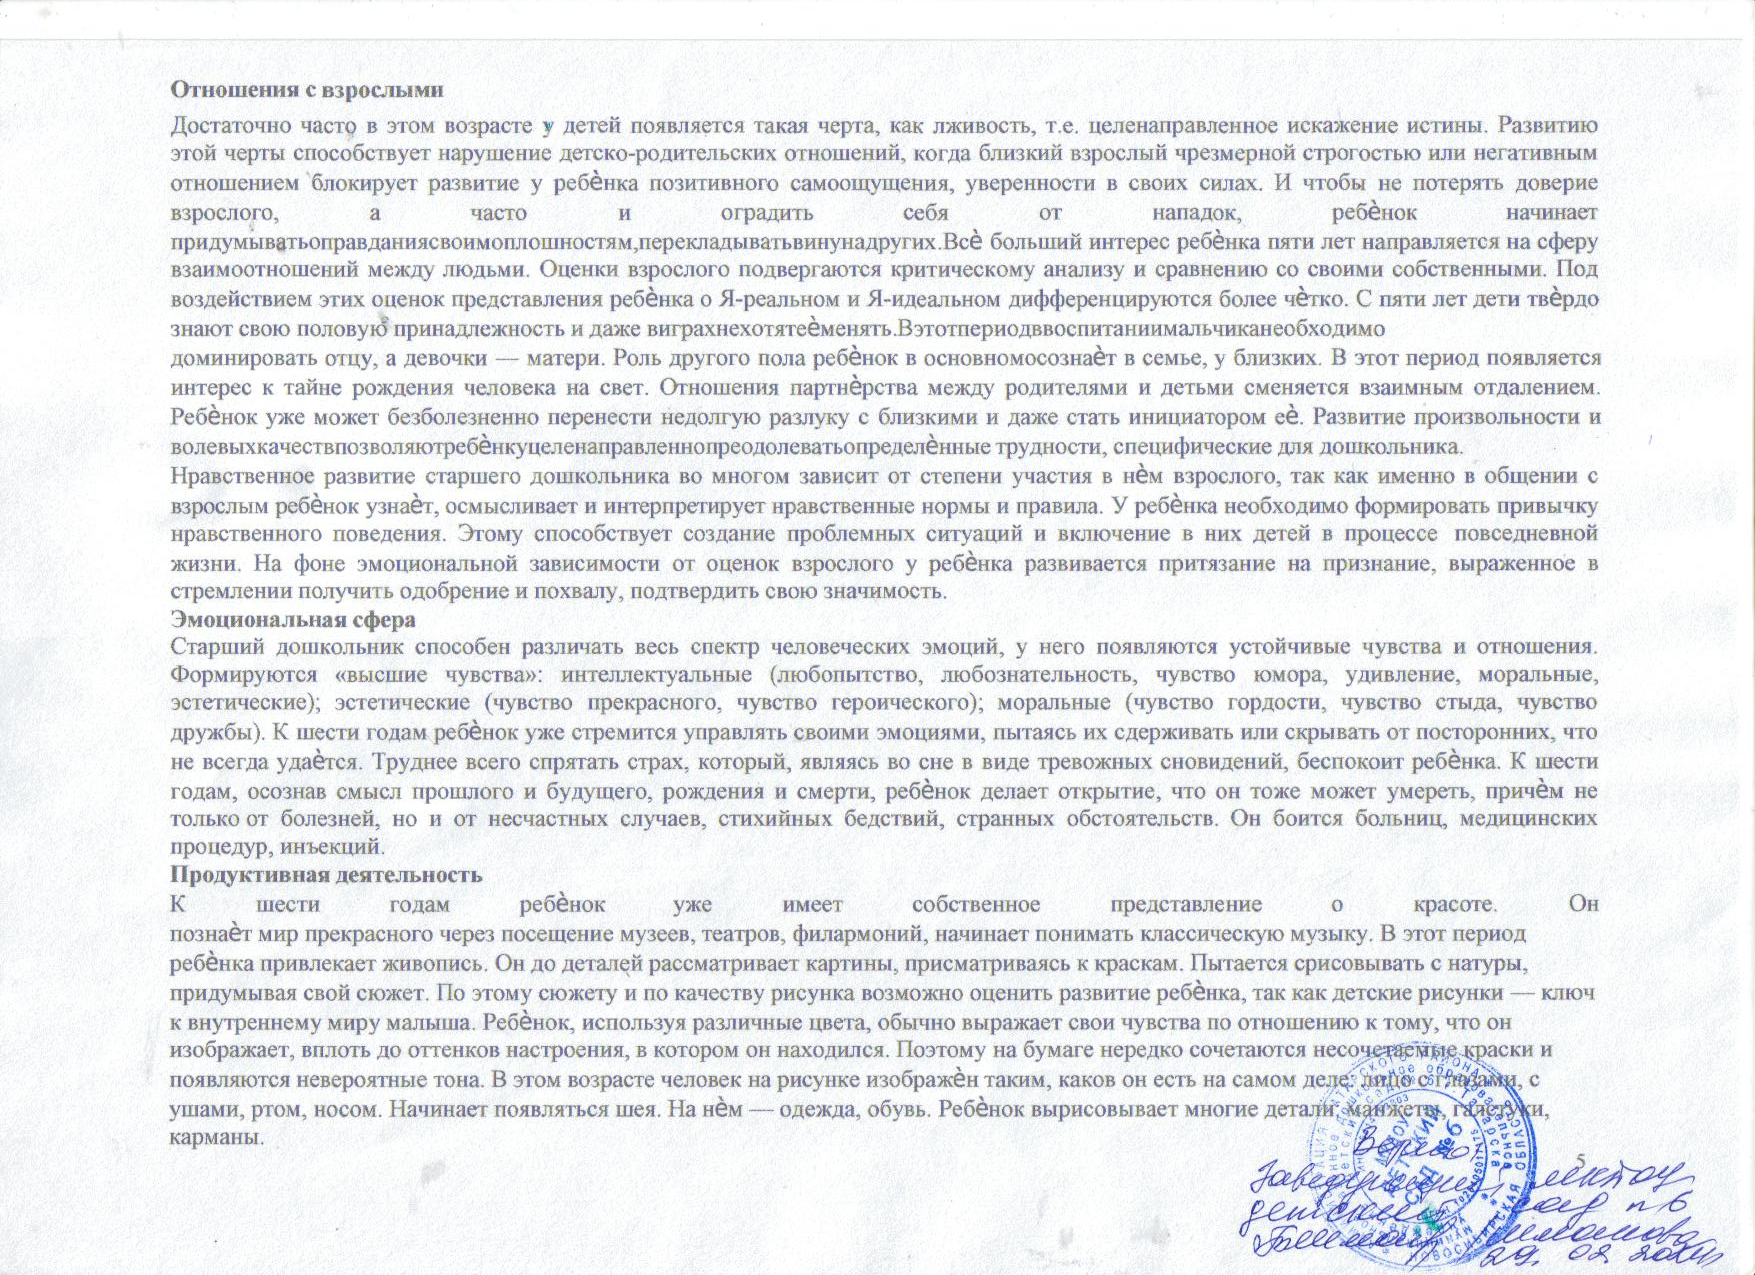 Отношения с взрослыми
Достаточно часто в этом возрасте у детей появляется такая черта, как лживость, т.е. целенаправленное искажение истины. Развитию
этой черты способствует нарушение детско-родительских отношений, когда близкий взрослый чрезмерной строгостью или негативным
отношением блокирует развитие у ребѐнка позитивного самоощущения, уверенности в своих силах. И чтобы не потерять доверие
взрослого, а часто и оградить себя от нападок, ребѐнок начинает
придумыватьоправданиясвоимоплошностям,перекладыватьвинунадругих.Всѐ больший интерес ребѐнка пяти лет направляется на сферу
взаимоотношений между людьми. Оценки взрослого подвергаются критическому анализу и сравнению со своими собственными. Под
воздействием этих оценок представления ребѐнка о Я-реальном и Я-идеальном дифференцируются более чѐтко. С пяти лет дети твѐрдо
знают свою половую принадлежность и даже виграхнехотятеѐменять.Вэтотпериодввоспитаниимальчиканеобходимо
доминировать отцу, а девочки — матери. Роль другого пола ребѐнок в основномосознаѐт в семье, у близких. В этот период появляется
интерес к тайне рождения человека на свет. Отношения партнѐрства между родителями и детьми сменяется взаимным отдалением.
Ребѐнок уже может безболезненно перенести недолгую разлуку с близкими и даже стать инициатором еѐ. Развитие произвольности и
волевыхкачествпозволяютребѐнкуцеленаправленнопреодолеватьопределѐнные трудности, специфические для дошкольника.
Нравственное развитие старшего дошкольника во многом зависит от степени участия в нѐм взрослого, так как именно в общении с
взрослым ребѐнок узнаѐт, осмысливает и интерпретирует нравственные нормы и правила. У ребѐнка необходимо формировать привычку
нравственного поведения. Этому способствует создание проблемных ситуаций и включение в них детей в процессе повседневной
жизни. На фоне эмоциональной зависимости от оценок взрослого у ребѐнка развивается притязание на признание, выраженное в
стремлении получить одобрение и похвалу, подтвердить свою значимость.
Эмоциональная сфера
Старший дошкольник способен различать весь спектр человеческих эмоций, у него появляются устойчивые чувства и отношения.
Формируются «высшие чувства»: интеллектуальные (любопытство, любознательность, чувство юмора, удивление, моральные,
эстетические); эстетические (чувство прекрасного, чувство героического); моральные (чувство гордости, чувство стыда, чувство
дружбы). К шести годам ребѐнок уже стремится управлять своими эмоциями, пытаясь их сдерживать или скрывать от посторонних, что
не всегда удаѐтся. Труднее всего спрятать страх, который, являясь во сне в виде тревожных сновидений, беспокоит ребѐнка. К шести
годам, осознав смысл прошлого и будущего, рождения и смерти, ребѐнок делает открытие, что он тоже может умереть, причѐм не
только от болезней, но и от несчастных случаев, стихийных бедствий, странных обстоятельств. Он боится больниц, медицинских
процедур, инъекций.
Продуктивная деятельность
К шести годам ребѐнок уже имеет собственное представление о красоте. Он
познаѐт мир прекрасного через посещение музеев, театров, филармоний, начинает понимать классическую музыку. В этот период
ребѐнка привлекает живопись. Он до деталей рассматривает картины, присматриваясь к краскам. Пытается срисовывать с натуры,
придумывая свой сюжет. По этому сюжету и по качеству рисунка возможно оценить развитие ребѐнка, так как детские рисунки — ключ
к внутреннему миру малыша. Ребѐнок, используя различные цвета, обычно выражает свои чувства по отношению к тому, что он
изображает, вплоть до оттенков настроения, в котором он находился. Поэтому на бумаге нередко сочетаются несочетаемые краски и
появляются невероятные тона. В этом возрасте человек на рисунке изображѐн таким, каков он есть на самом деле: лицо с глазами, с
ушами, ртом, носом. Начинает появляться шея. На нѐм — одежда, обувь. Ребѐнок вырисовывает многие детали: манжеты, галстуки,
карманы.
5
МБДОУ
ДЕТСКИЙ
САД №6
НОВОСИБИРСКАЯ ОБЛАСТЬ
Верно:
Заведующий
детский сад №6
29. 02. 2024